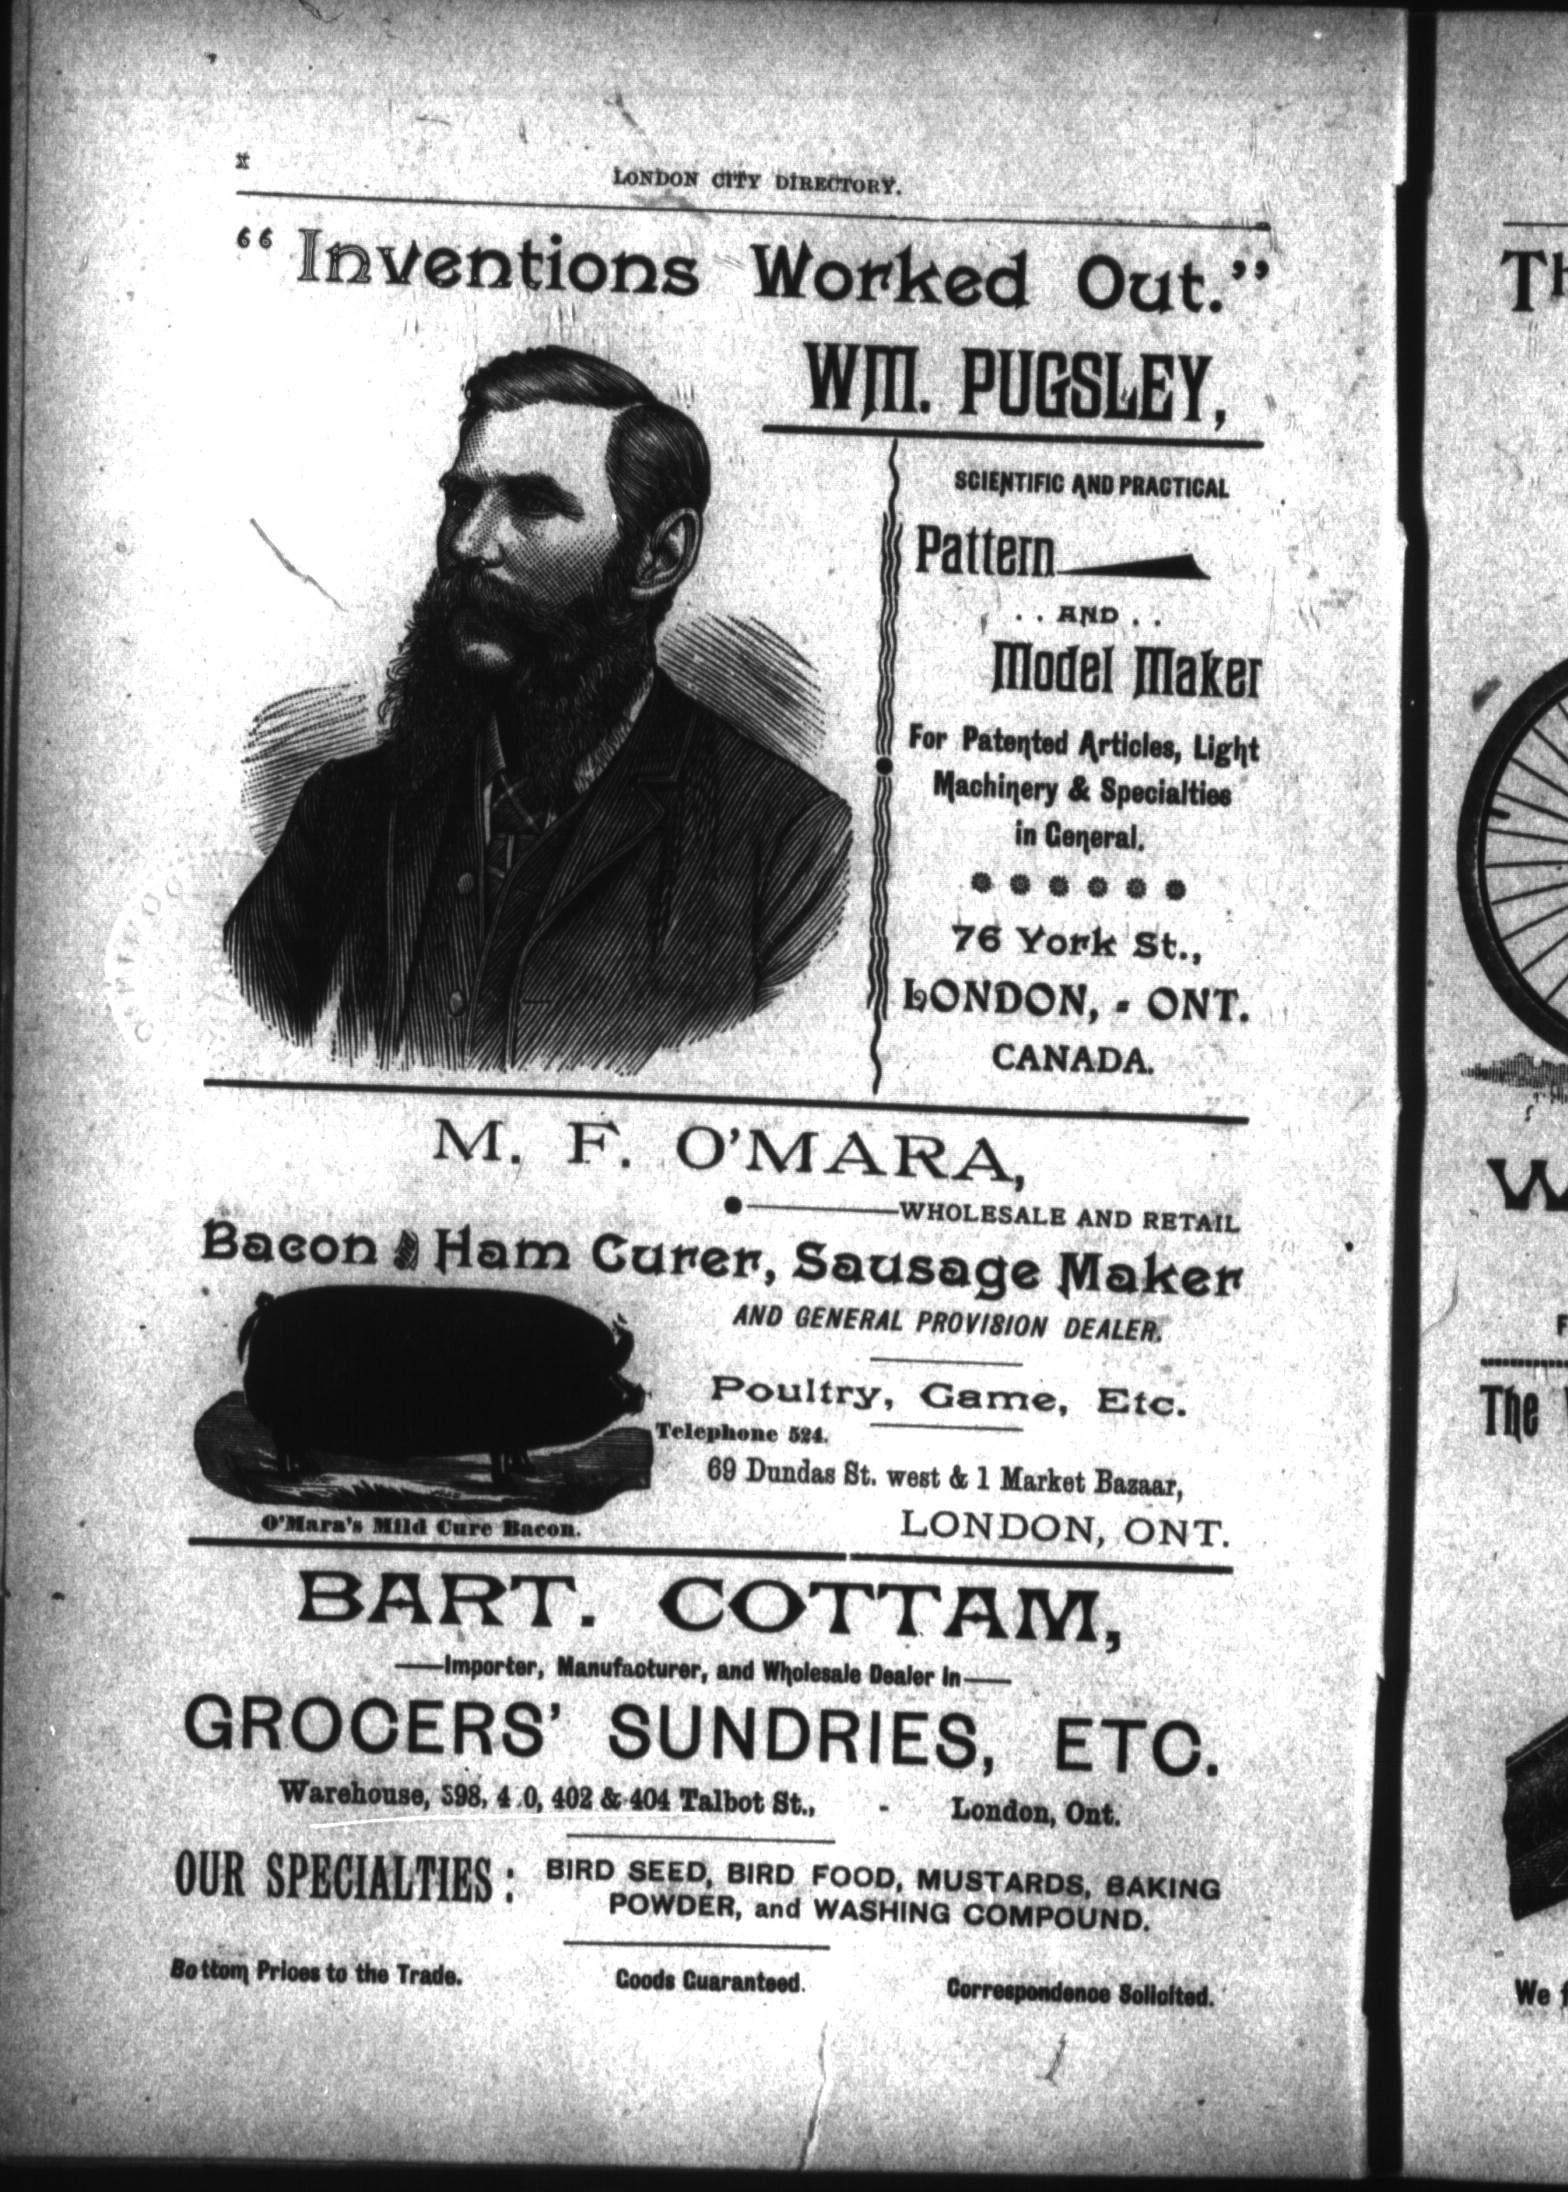 x
LONDON CITY DIRECTORY.
“Inventions Worked Out.”
WM. PUGSLEY,
SCIENTIFIC AND PRACTICAL
Pattern
. . AND . .
Model Maker
For Patented Articles, Light
Machinery & Specialties
in General.
76 York St.,
LONDON, - ONT.
CANADA.
M. F. O’MARA,
WHOLESALE AND RETAIL
Bacon & Ham Curer, Sausage Maker
AND GENERAL PROVISION DEALER.
Poultry, Game, Etc.
Telephone 524.
69 Dundas St. west & 1 Market Bazaar,
O’Mara’s Mild Cure Bacon.
LONDON, ONT.
BART. COTTAM,
—Importer, Manufacturer, and Wholesale Dealer in—
GROCERS’ SUNDRIES, ETC.
Warehouse, 398, 4 0, 402 & 404 Talbot St., - London, Ont.
OUR SPECIALTIES: BIRD SEED, BIRD FOOD, MUSTARDS, BAKING
POWDER, and WASHING COMPOUND.
Bottom Prices to the Trade. Goods Guaranteed. Correspondence Solicited.
The
We